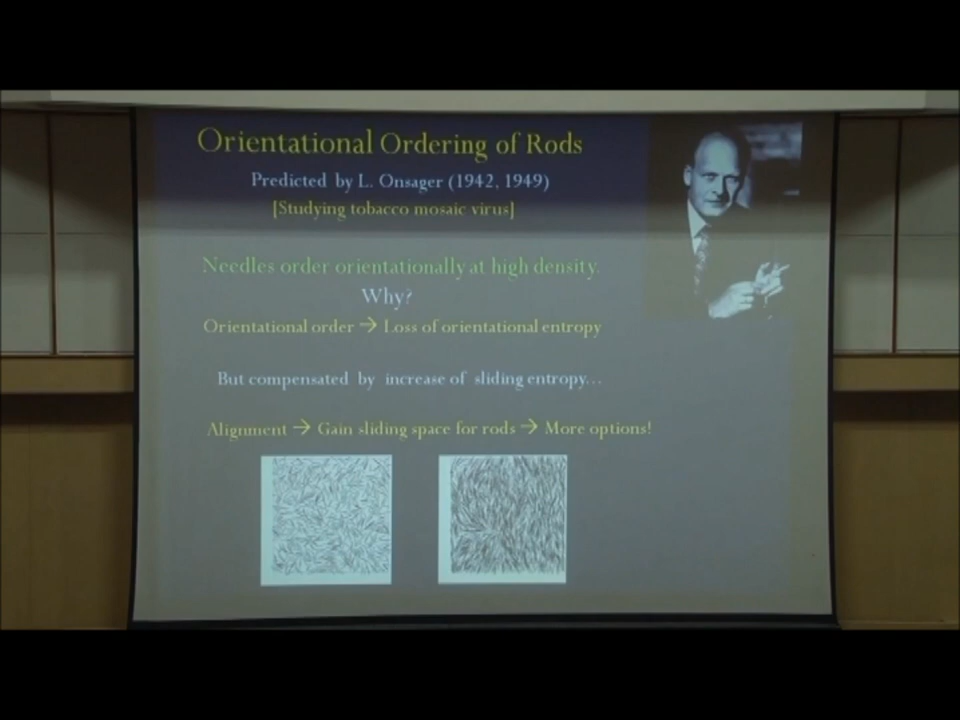 Orientational Ordering of Rods
Predicted by L. Onsager (1942, 1949)
[Studying tobacco mosaic virus]
Needles order orientationally at high density.
Why?
Orientational order → Loss of orientational entropy
But compensated by increase of sliding entropy...
Alignment → Gain sliding space for rods → More options!